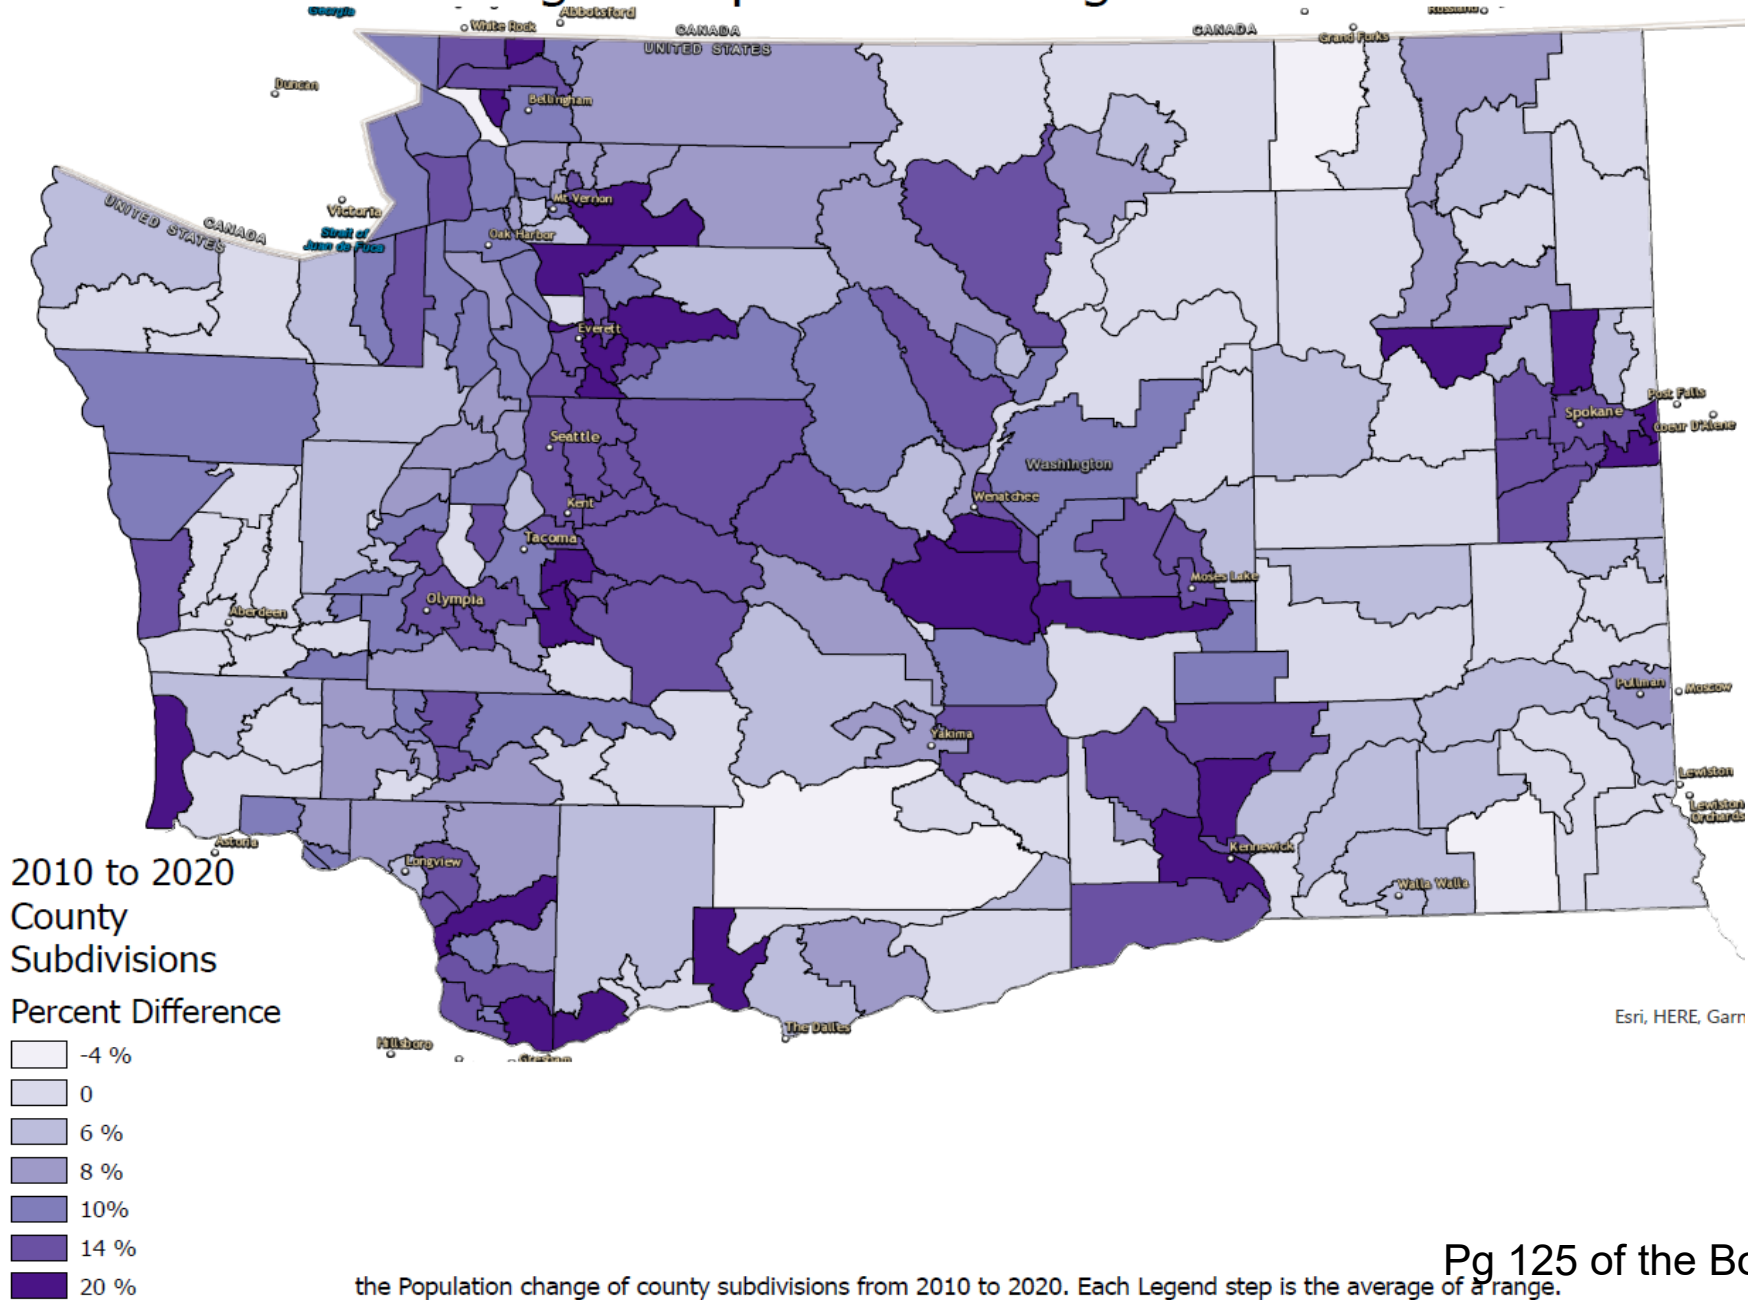 Georgia
Abbotsford
White Rock
CANADA
UNITED STATES
CANADA
Grand Forks
Rossland
Duncan
Bellingham
Victoria
Strait of
Juan de Fuca
UNITED STATES
CANADA
Mt Vernon
Oak Harbor
Everett
Seattle
Kent
Tacoma
Olympia
Aberdeen
Washington
Wenatchee
Moses Lake
Spokane
Post Falls
Coeur D'Alene
Pullman
Moscow
Yakima
Lewiston
Lewiston
Orchards
Kennewick
Walla Walla
Astoria
Longview
The Dalles
Hillsboro
Gresham
2010 to 2020
County
Subdivisions
Percent Difference
-4 %
0
6 %
8 %
10%
14 %
20 %
Esri, HERE, Garm
Pg 125 of the Bo
the Population change of county subdivisions from 2010 to 2020. Each Legend step is the average of a range.